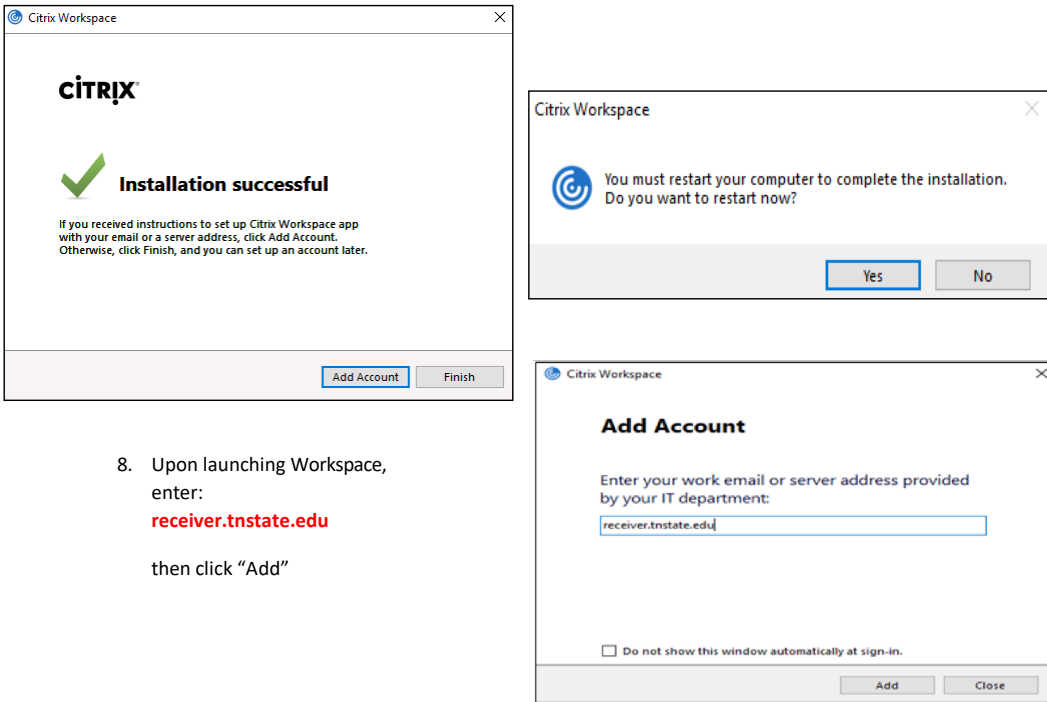 Citrix Workspace
CİTRIX
Installation successful
If you received instructions to set up Citrix Workspace app
with your email or a server address, click Add Account.
Otherwise, click Finish, and you can set up an account later.
Add Account
Finish
Citrix Workspace
You must restart your computer to complete the installation.
Do you want to restart now?
Yes
No
8. Upon launching Workspace,
enter:
receiver.tnstate.edu
then click “Add”
Citrix Workspace
Add Account
Enter your work email or server address provided
by your IT department:
receiver.tnstate.edu
Do not show this window automatically at sign-in.
Add
Close